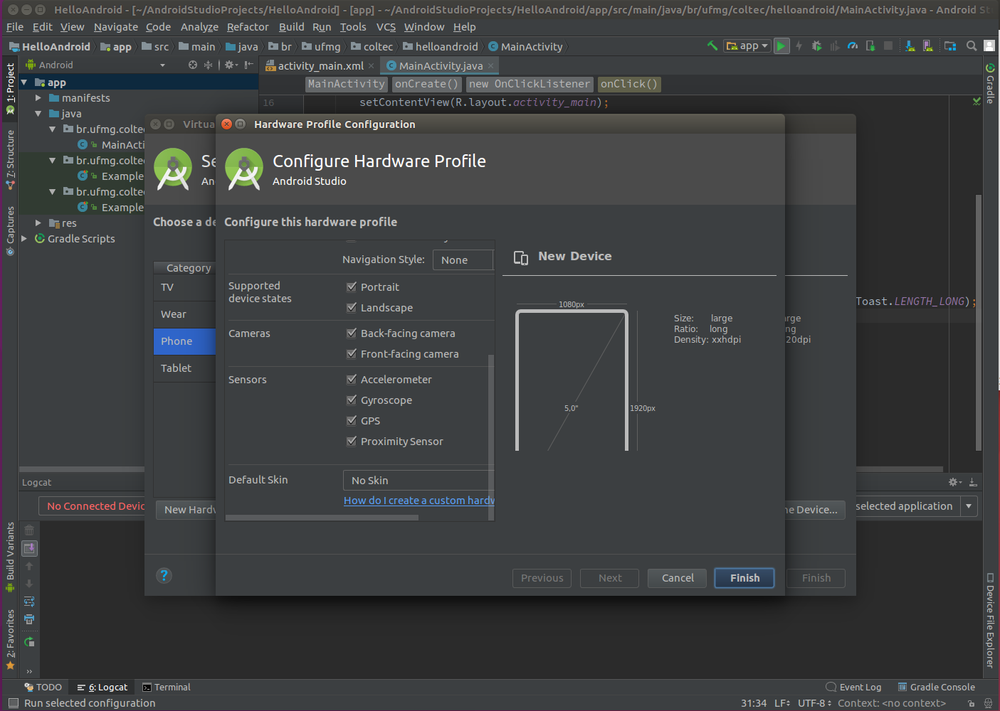 HelloAndroid - [~/AndroidStudioProjects/HelloAndroid] - [app] - ~/AndroidStudioProjects/HelloAndroid/app/src/main/java/br/ufmg/coltec/helloandroid/MainActivity.java - Android St
File Edit View Navigate Code Analyze Refactor Build Run Tools VCS Window Help
HelloAndroid app src main java br ufmg coltec helloandroid MainActivity app
Android
activity_main.xml
MainActivity.java
1: Project
7: Structure
Captures
Build Variants
2: Favorites
app
manifests
java
br.ufmg.coltec
MainActi
br.ufmg.coltec
Example
br.ufmg.coltec
Example
res
Gradle Scripts
MainActivity onCreate() new OnClickListener onClick()
16 setContentView(R.layout.activity_main);
Toast.LENGTH_LONG);
Gradle
Device File Explorer
Virtua
Se
An
Choose a de
Category
TV
Wear
Phone
Tablet
New Hardw
?
Hardware Profile Configuration
Configure Hardware Profile
Android Studio
Configure this hardware profile
Navigation Style: None
Supported
device states
Portrait
Landscape
Cameras
Back-facing camera
Front-facing camera
Sensors
Accelerometer
Gyroscope
GPS
Proximity Sensor
Default Skin
No Skin
How do I create a custom hardw
New Device
1080px
5,0"
1920px
Size: large
Ratio: long
Density: xxhdpi
rge
ng
20dpi
ne Device...
Previous Next Cancel Finish Finish
Logcat
No Connected Devic
selected application
TODO 6: Logcat Terminal
Event Log Gradle Console
Run selected configuration
31:34 LF UTF-8 Context: <no context>